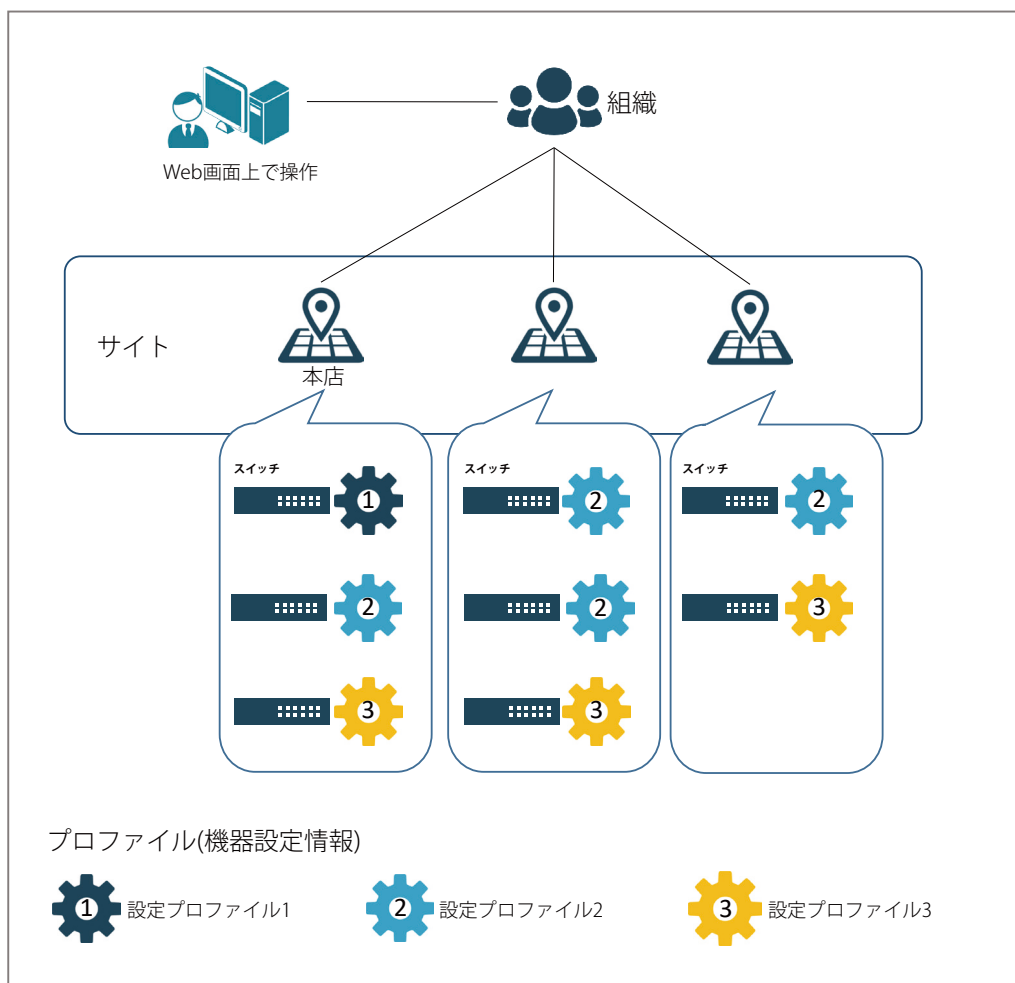 組織
Web画面上で操作
サイト
本店
スイッチ
スイッチ
スイッチ
1
2
2
2
2
3
3
3
プロファイル(機器設定情報)
1 設定プロファイル1
2 設定プロファイル2
3 設定プロファイル3